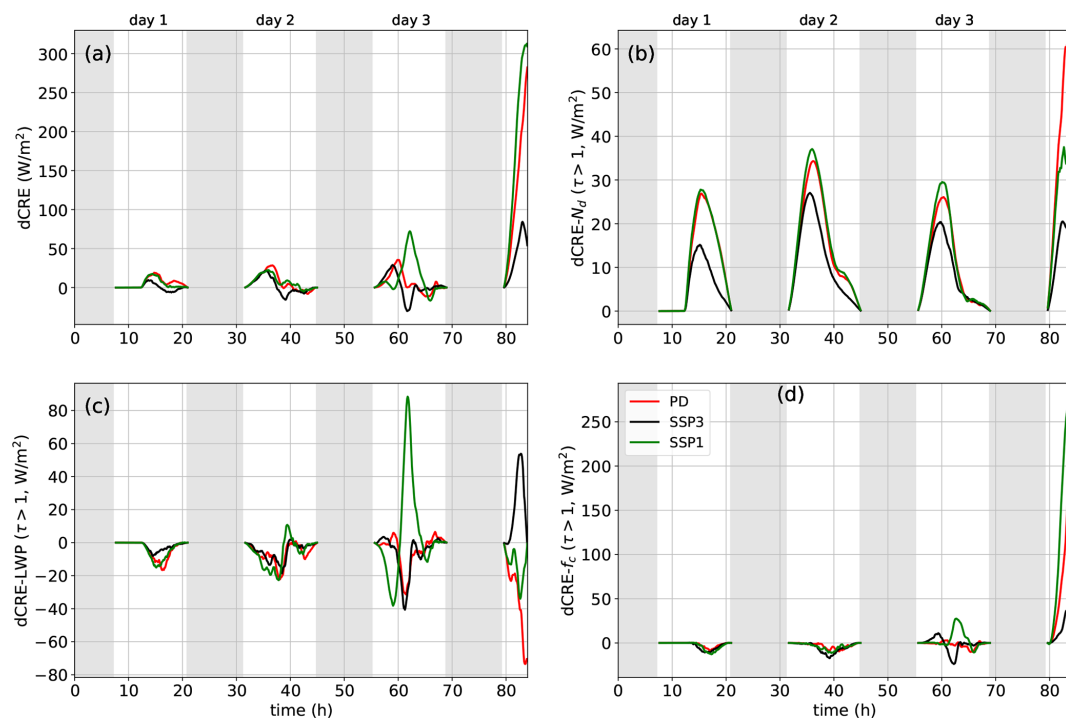 day 1 day 2 day 3
(a)
dCRE (W/m²)
300
250
200
150
100
50
0
0 10 20 30 40 50 60 70 80
day 1 day 2 day 3
(b)
dCRE-N_d (τ > 1, W/m²)
60
50
40
30
20
10
0
0 10 20 30 40 50 60 70 80
(c)
dCRE-LWP (τ > 1, W/m²)
80
60
40
20
0
−20
−40
−60
−80
0 10 20 30 40 50 60 70 80
time (h)
(d)
PD
SSP3
SSP1
dCRE-f_c (τ > 1, W/m²)
250
200
150
100
50
0
0 10 20 30 40 50 60 70 80
time (h)